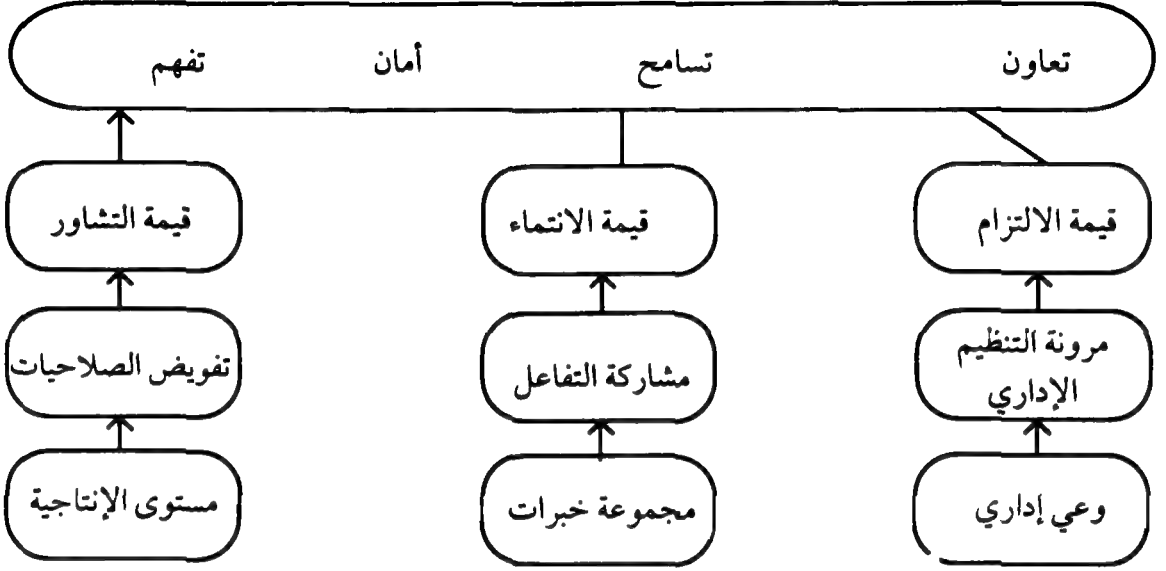 تعاون تسامح أمان تفهم
قيمة الالتزام قيمة الانتماء قيمة التشاور
مرونة التنظيم
الإداري
مشاركة التفاعل تفويض الصلاحيات
وعي إداري مجموعة خبرات مستوى الإنتاجية